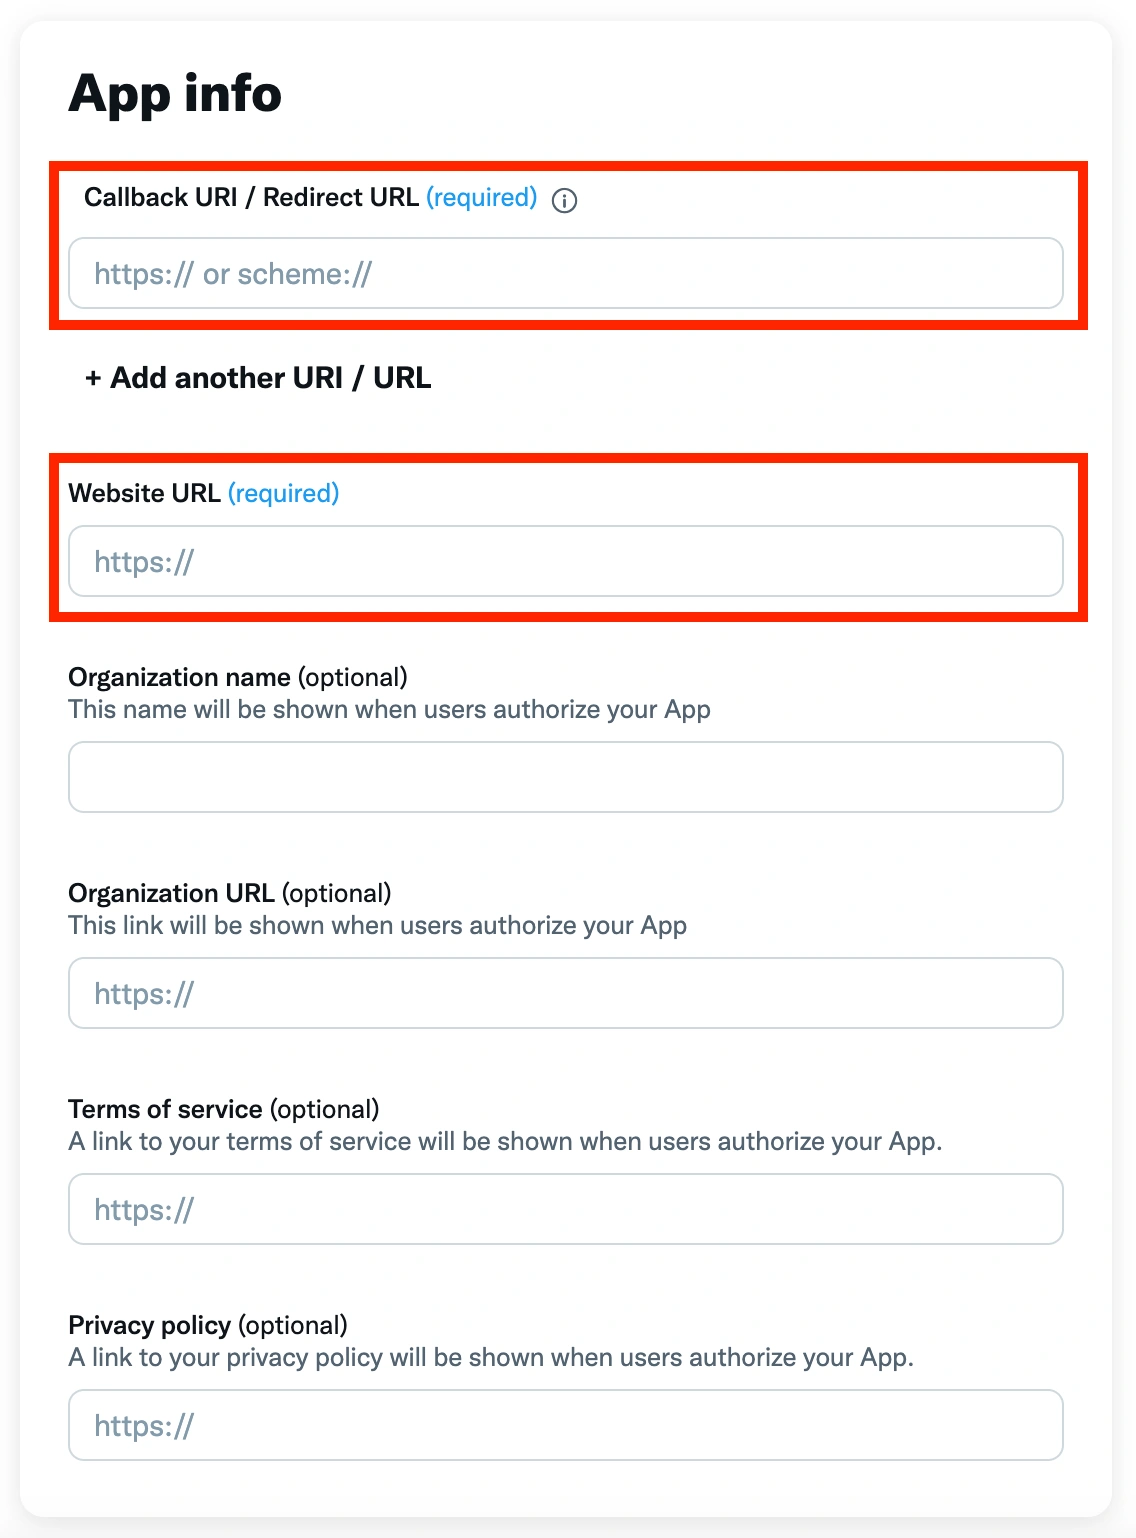 App info
Callback URI / Redirect URL (required)
https:// or scheme://
+ Add another URI / URL
Website URL (required)
https://
Organization name (optional)
This name will be shown when users authorize your App
Organization URL (optional)
This link will be shown when users authorize your App
https://
Terms of service (optional)
A link to your terms of service will be shown when users authorize your App.
https://
Privacy policy (optional)
A link to your privacy policy will be shown when users authorize your App.
https://